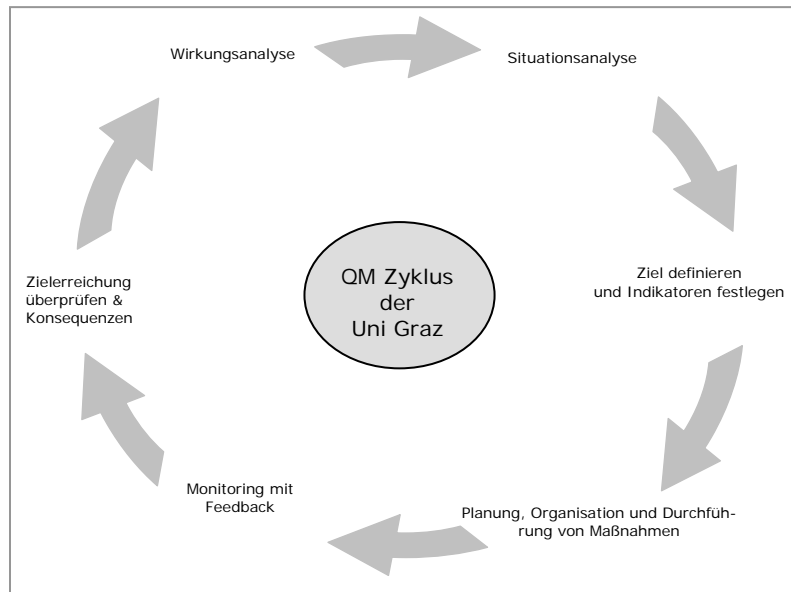 Wirkungsanalyse
Situationsanalyse
Ziel definieren
und Indikatoren festlegen
Planung, Organisation und Durchfüh-
rung von Maßnahmen
Monitoring mit
Feedback
Zielerreichung
überprüfen &
Konsequenzen
QM Zyklus
der
Uni Graz